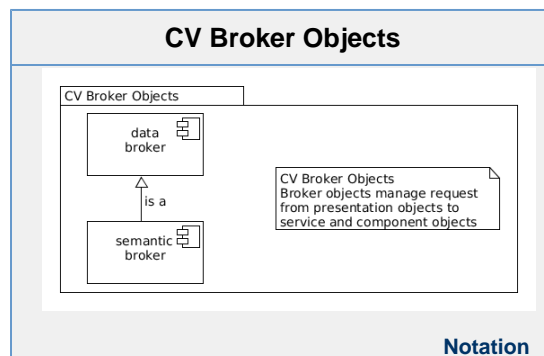 CV Broker Objects
CV Broker Objects
data
broker
is a
semantic
broker
CV Broker Objects
Broker objects manage request
from presentation objects to
service and component objects
Notation